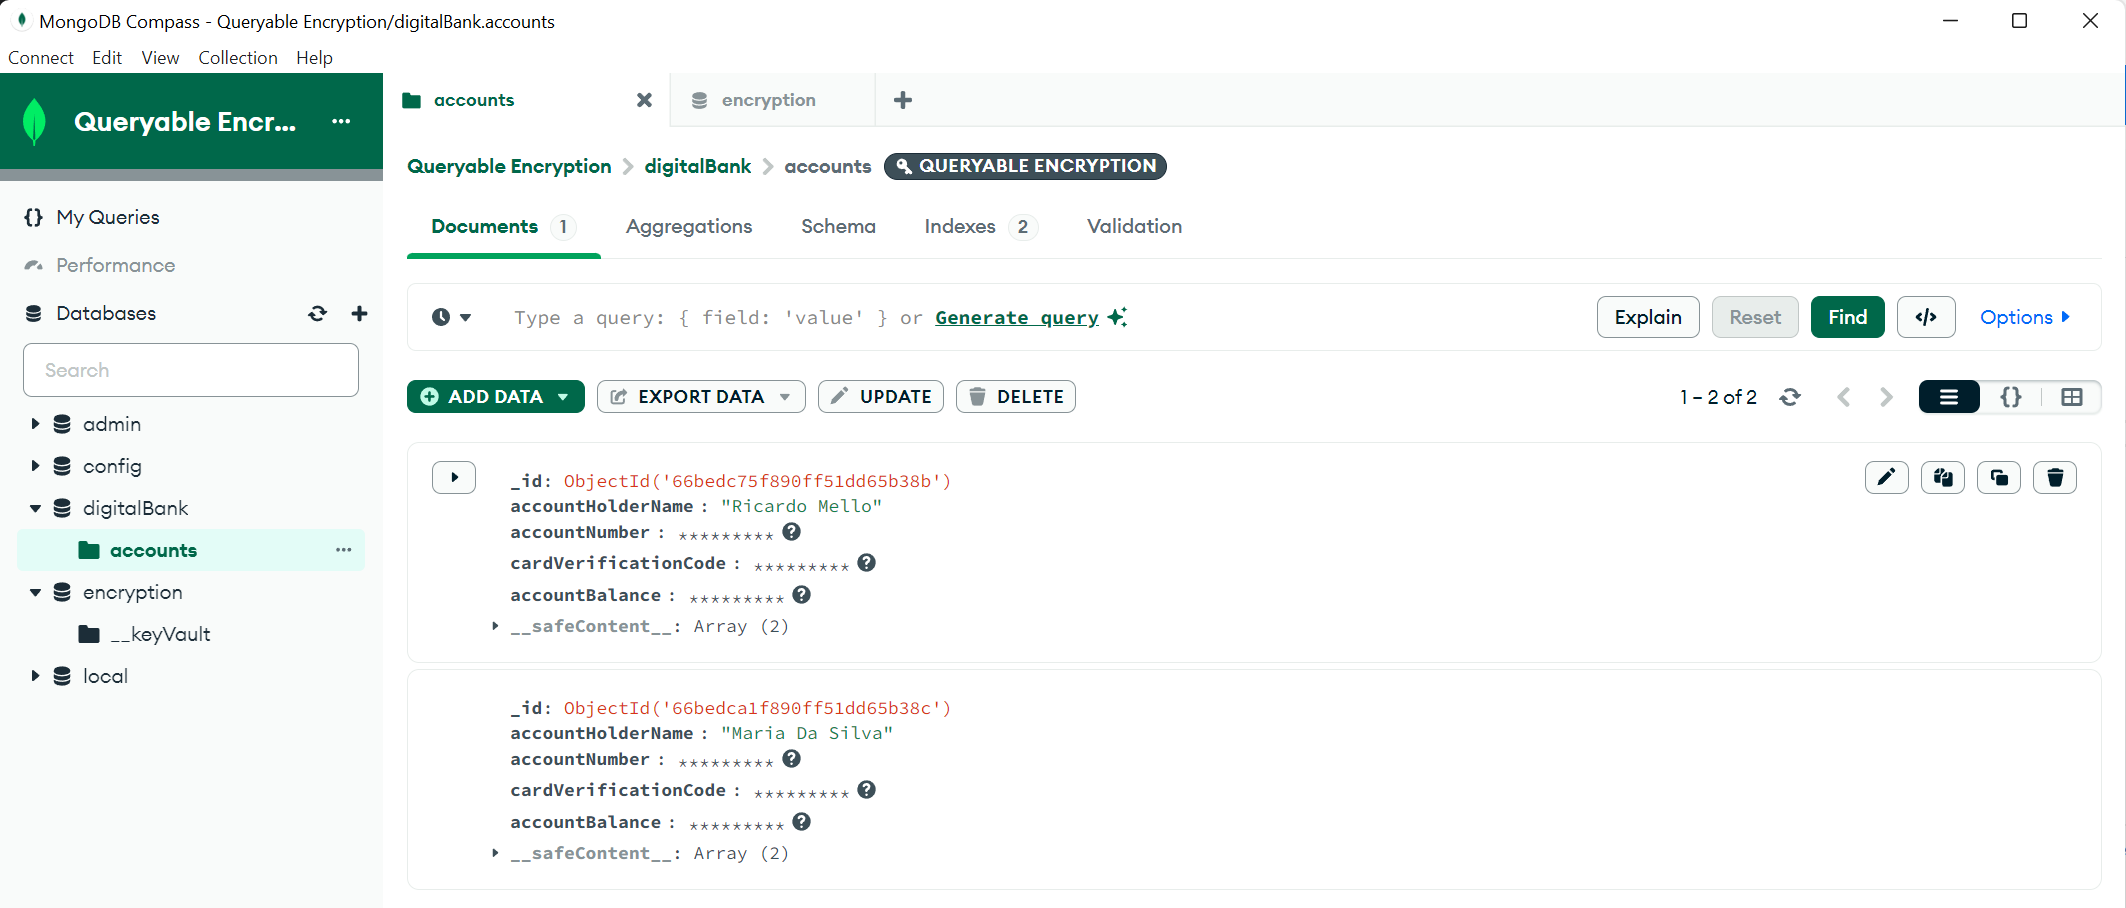 MongoDB Compass - Queryable Encryption/digitalBank.accounts
Connect Edit View Collection Help
Queryable Encr...
My Queries
Performance
Databases
Search
admin
config
digitalBank
accounts
encryption
__keyVault
local
accounts encryption
Queryable Encryption digitalBank accounts QUERYABLE ENCRYPTION
Documents 1 Aggregations Schema Indexes 2 Validation
Type a query: { field: 'value' } or Generate query Explain Reset Find </> Options
ADD DATA EXPORT DATA UPDATE DELETE 1 – 2 of 2 {}
_id: ObjectId('66bedc75f890ff51dd65b38b')
accountHolderName : "Ricardo Mello"
accountNumber : *********
cardVerificationCode : *********
accountBalance : *********
__safeContent__: Array (2)
_id: ObjectId('66bedca1f890ff51dd65b38c')
accountHolderName : "Maria Da Silva"
accountNumber : *********
cardVerificationCode : *********
accountBalance : *********
__safeContent__: Array (2)